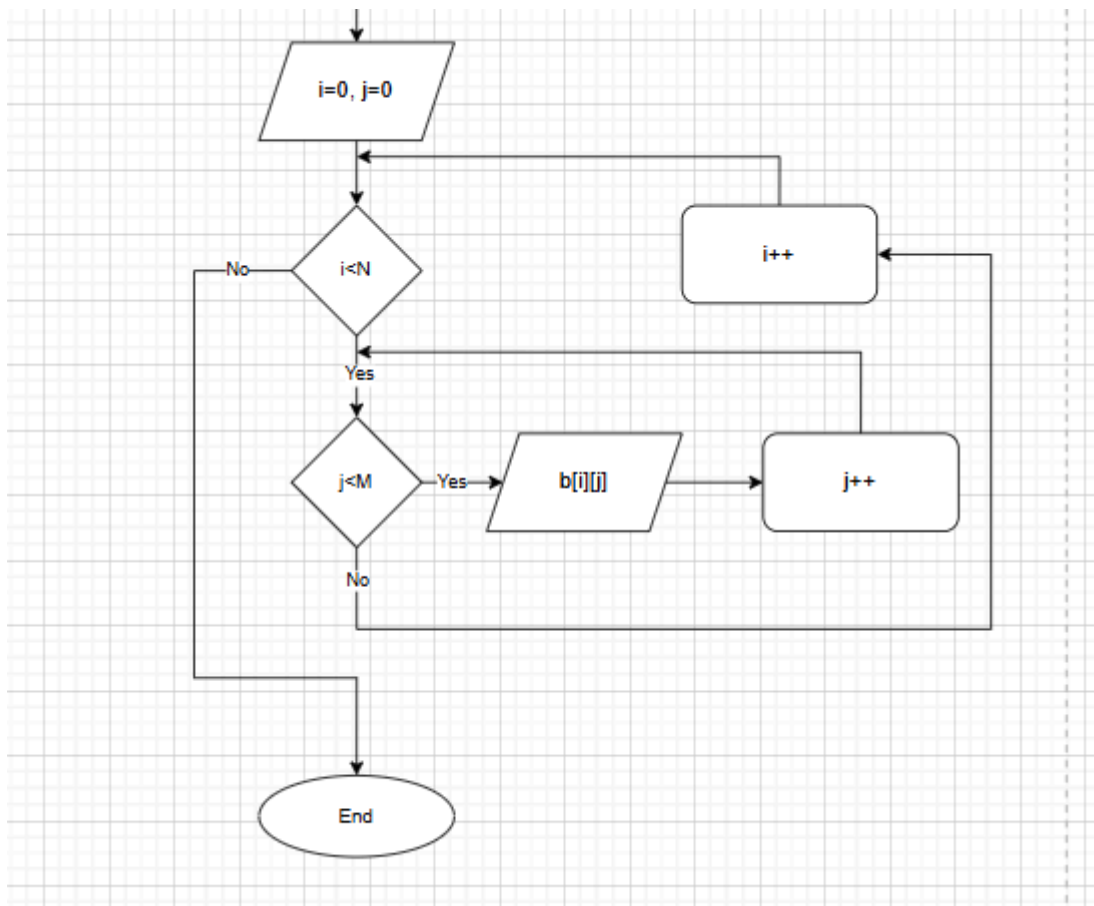 i=0, j=0
i++
No
i<N
Yes
j<M
Yes
b[i][j]
j++
No
End